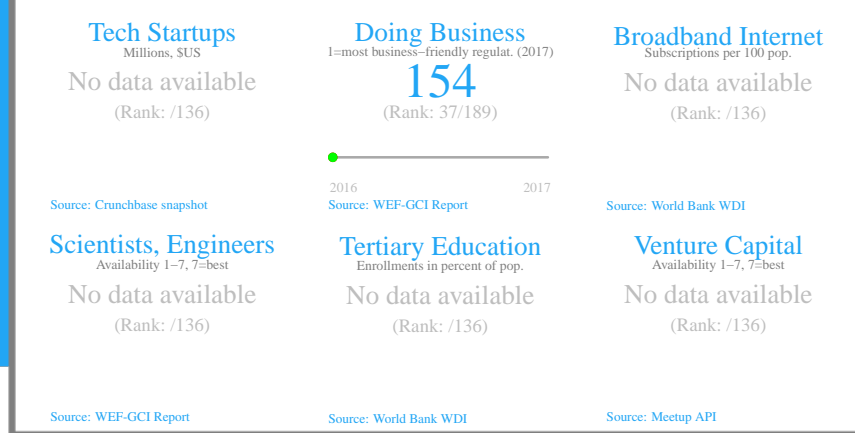 Tech Startups
Millions, $US
No data available
(Rank: /136)
Source: Crunchbase snapshot
Doing Business
1=most business−friendly regulat. (2017)
154
(Rank: 37/189)
2016 2017
Source: WEF-GCI Report
Broadband Internet
Subscriptions per 100 pop.
No data available
(Rank: /136)
Source: World Bank WDI
Scientists, Engineers
Availability 1−7, 7=best
No data available
(Rank: /136)
Source: WEF-GCI Report
Tertiary Education
Enrollments in percent of pop.
No data available
(Rank: /136)
Source: World Bank WDI
Venture Capital
Availability 1−7, 7=best
No data available
(Rank: /136)
Source: Meetup API